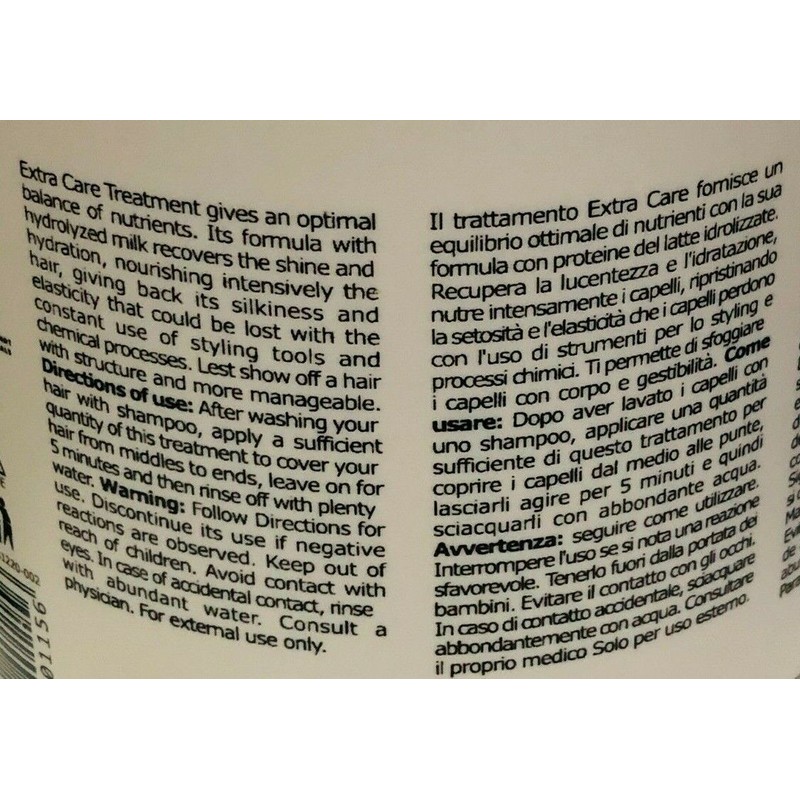 Extra Care Treatment gives an optimal
balance of nutrients. Its formula with
hydrolyzed milk recovers the shine and
hydration, nourishing intensively the
hair, giving back its silkiness and
elasticity that could be lost with the
constant use of styling tools and
chemical processes. Lest show off a hair
with structure and more manageable.
Directions of use: After washing your
hair with shampoo, apply a sufficient
quantity of this treatment to cover your
hair from middles to ends, leave on for
5 minutes and then rinse off with plenty
water. Warning: Follow Directions for
use. Discontinue its use if negative
reactions are observed. Keep out of
reach of children. Avoid contact with
eyes. In case of accidental contact, rinse
with abundant water. Consult a
physician. For external use only.
Il trattamento Extra Care fornisce un
equilibrio ottimale di nutrienti con la sua
formula con proteine del latte idrolizzate.
Recupera la lucentezza e l'idratazione,
nutre intensamente i capelli, ripristinando
la setosità e l'elasticità che i capelli perdono
con l'uso di strumenti per lo styling e
processi chimici. Ti permette di sfoggiare
i capelli con corpo e gestibilità. Come
usare: Dopo aver lavato i capelli con
uno shampoo, applicare una quantità
sufficiente di questo trattamento per
coprire i capelli dal medio alle punte,
lasciarli agire per 5 minuti e quindi
sciacquarli con abbondante acqua.
Avvertenza: seguire come utilizzare.
Interrompere l'uso se si nota una reazione
sfavorevole. Tenerlo fuori dalla portata dei
bambini. Evitare il contatto con gli occhi.
In caso di contatto accidentale, sciacquare
abbondantemente con acqua. Consultare
il proprio medico Solo per uso esterno.
1220-002
01156